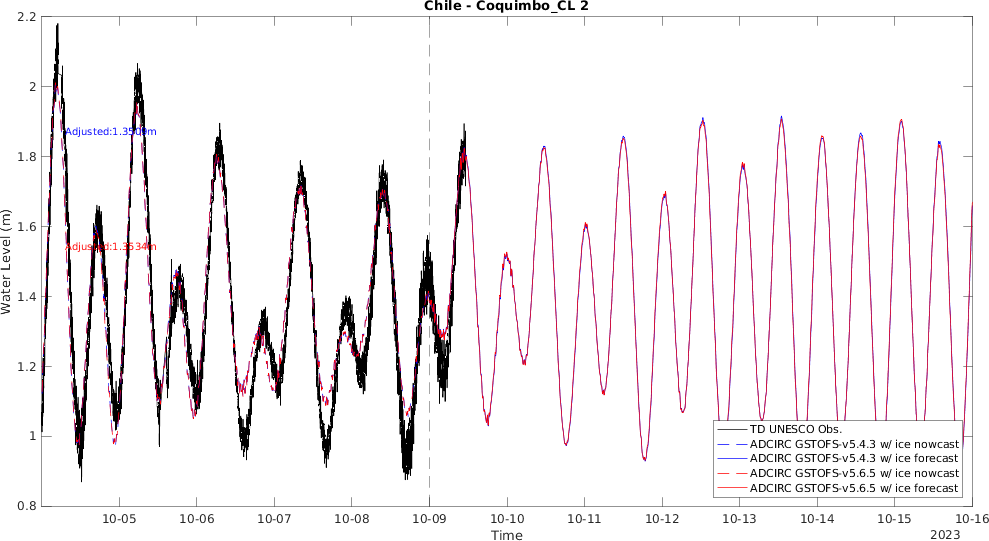 Chile - Coquimbo_CL 2
2.2
2
1.8
1.6
1.4
1.2
1
0.8
Water Level (m)
Adjusted:1.3509m
Adjusted:1.3534m
TD UNESCO Obs.
ADCIRC GSTOFS-v5.4.3 w/ ice nowcast
ADCIRC GSTOFS-v5.4.3 w/ ice forecast
ADCIRC GSTOFS-v5.6.5 w/ ice nowcast
ADCIRC GSTOFS-v5.6.5 w/ ice forecast
10-05 10-06 10-07 10-08 10-09 10-10 10-11 10-12 10-13 10-14 10-15 10-16
Time
2023